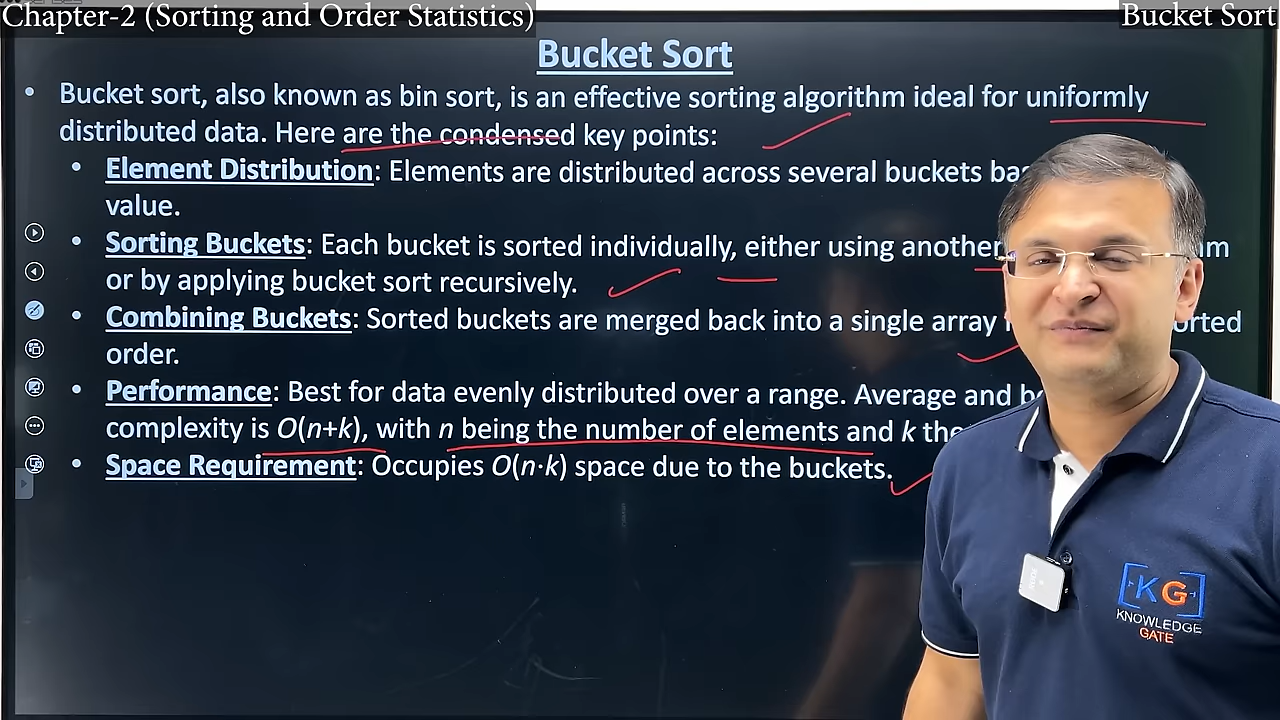 Chapter-2 (Sorting and Order Statistics)
Bucket Sort
Bucket Sort
• Bucket sort, also known as bin sort, is an effective sorting algorithm ideal for uniformly
distributed data. Here are the condensed key points:
• Element Distribution: Elements are distributed across several buckets
value.
• Sorting Buckets: Each bucket is sorted individually, either using another
or by applying bucket sort recursively.
• Combining Buckets: Sorted buckets are merged back into a single array
order.
• Performance: Best for data evenly distributed over a range. Average and
complexity is O(n+k), with n being the number of elements and k
• Space Requirement: Occupies O(n·k) space due to the buckets.
KG
KNOWLEDGE
GATE